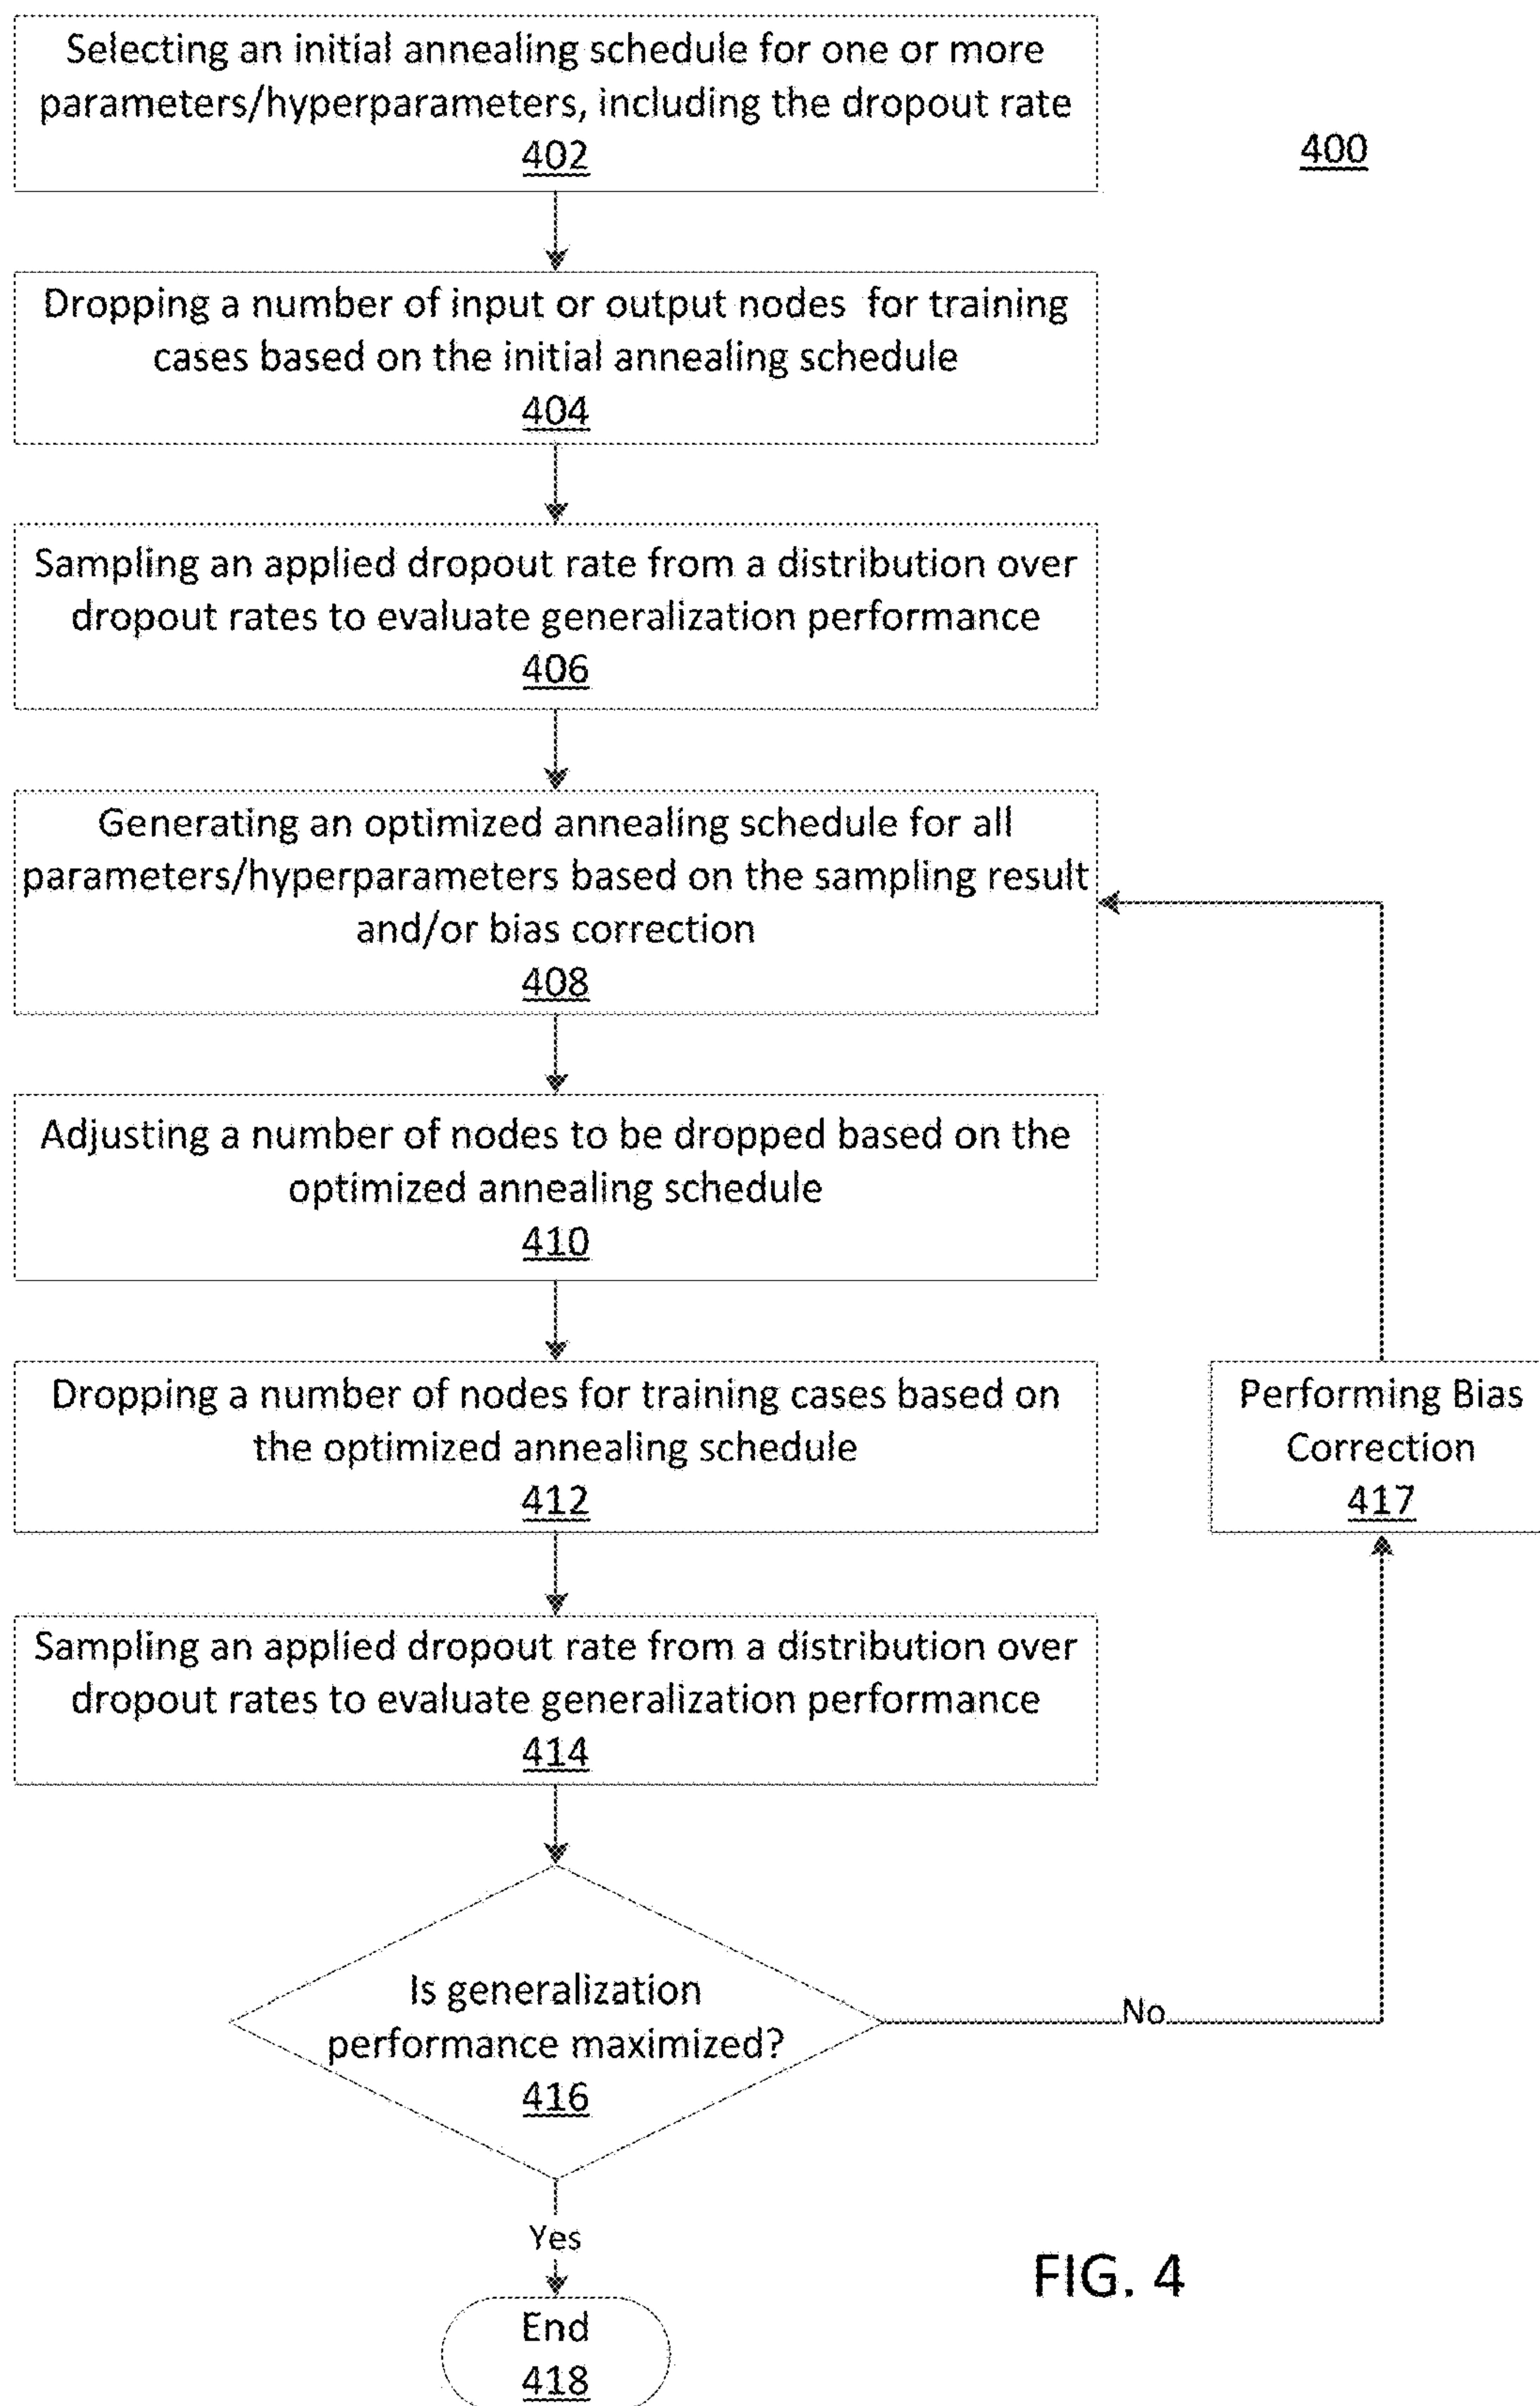 Selecting an initial annealing schedule for one or more
parameters/hyperparameters, including the dropout rate
402
400
Dropping a number of input or output nodes for training
cases based on the initial annealing schedule
404
Sampling an applied dropout rate from a distribution over
dropout rates to evaluate generalization performance
406
Generating an optimized annealing schedule for all
parameters/hyperparameters based on the sampling result
and/or bias correction
408
Adjusting a number of nodes to be dropped based on the
optimized annealing schedule
410
Dropping a number of nodes for training cases based on
the optimized annealing schedule
412
Performing Bias
Correction
417
Sampling an applied dropout rate from a distribution over
dropout rates to evaluate generalization performance
414
Is generalization
performance maximized?
416
No
Yes
End
418
FIG. 4